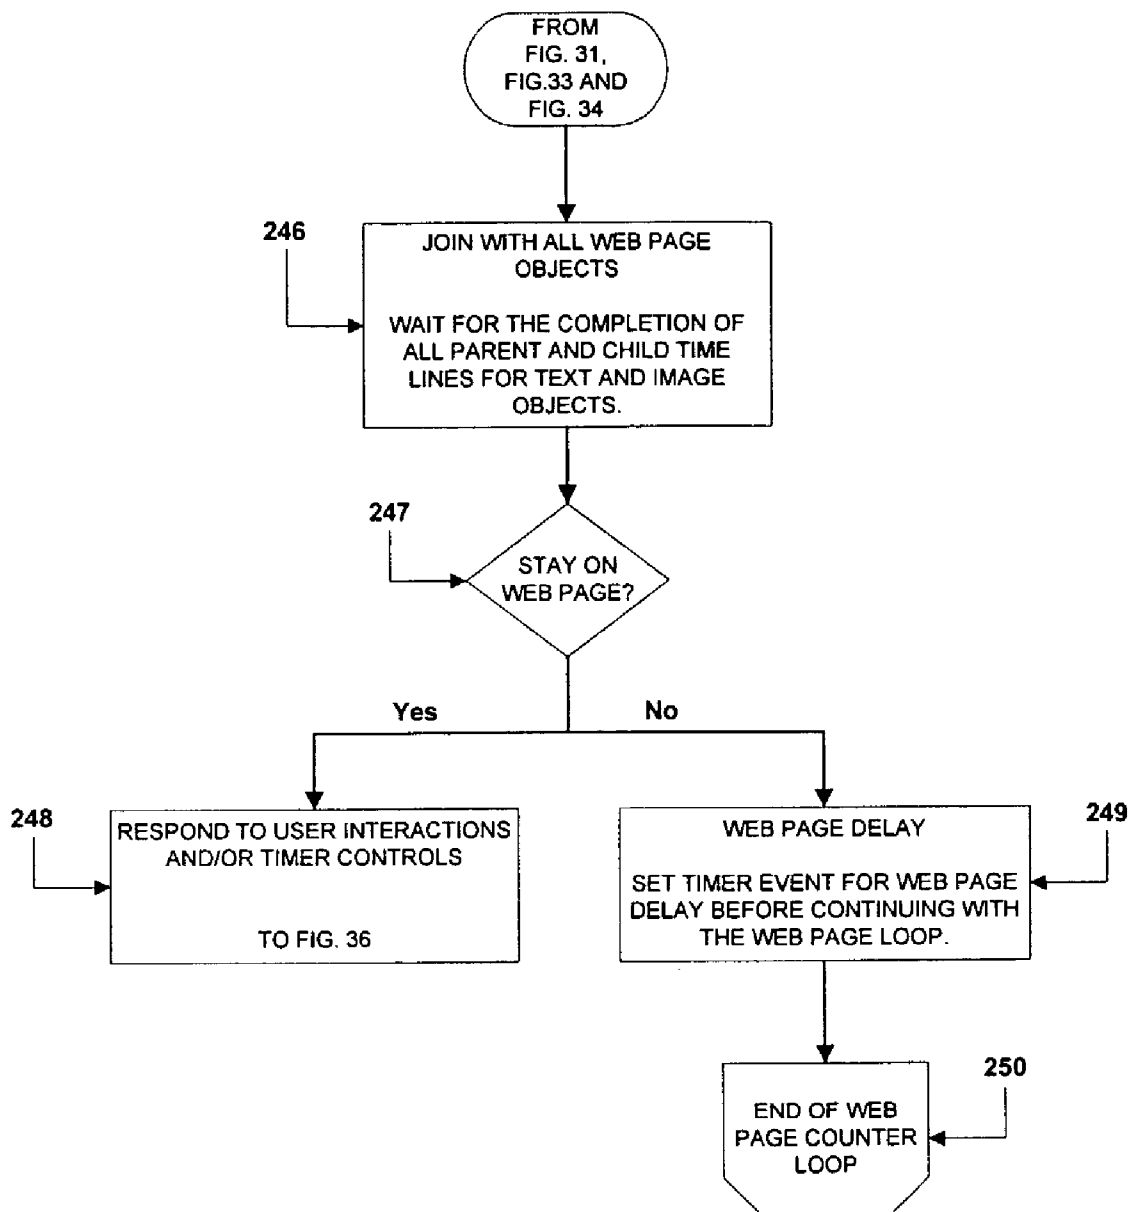 FROM
FIG. 31,
FIG.33 AND
FIG. 34
246
JOIN WITH ALL WEB PAGE
OBJECTS
WAIT FOR THE COMPLETION OF
ALL PARENT AND CHILD TIME
LINES FOR TEXT AND IMAGE
OBJECTS.
247
STAY ON
WEB PAGE?
Yes
No
248
RESPOND TO USER INTERACTIONS
AND/OR TIMER CONTROLS
TO FIG. 36
WEB PAGE DELAY
SET TIMER EVENT FOR WEB PAGE
DELAY BEFORE CONTINUING WITH
THE WEB PAGE LOOP.
249
END OF WEB
PAGE COUNTER
LOOP
250